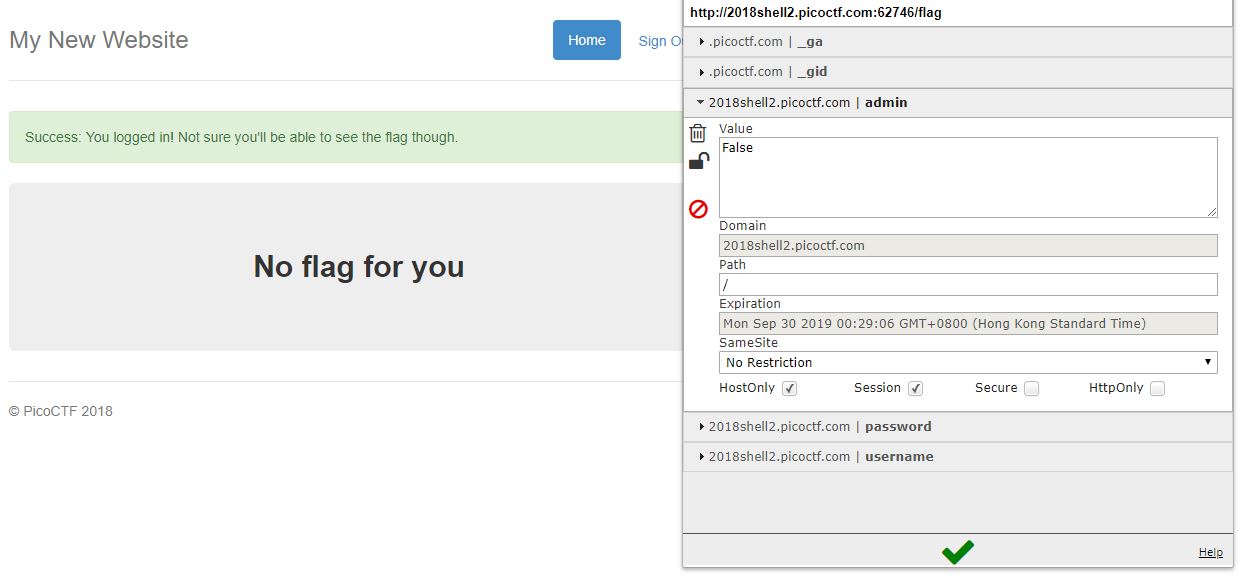 My New Website
Home
Sign Ou
Success: You logged in! Not sure you'll be able to see the flag though.
No flag for you
© PicoCTF 2018
http://2018shell2.picoctf.com:62746/flag
.picoctf.com | _ga
.picoctf.com | _gid
2018shell2.picoctf.com | admin
Value
False
Domain
2018shell2.picoctf.com
Path
/
Expiration
Mon Sep 30 2019 00:29:06 GMT+0800 (Hong Kong Standard Time)
SameSite
No Restriction
HostOnly Session Secure HttpOnly
2018shell2.picoctf.com | password
2018shell2.picoctf.com | username
Help